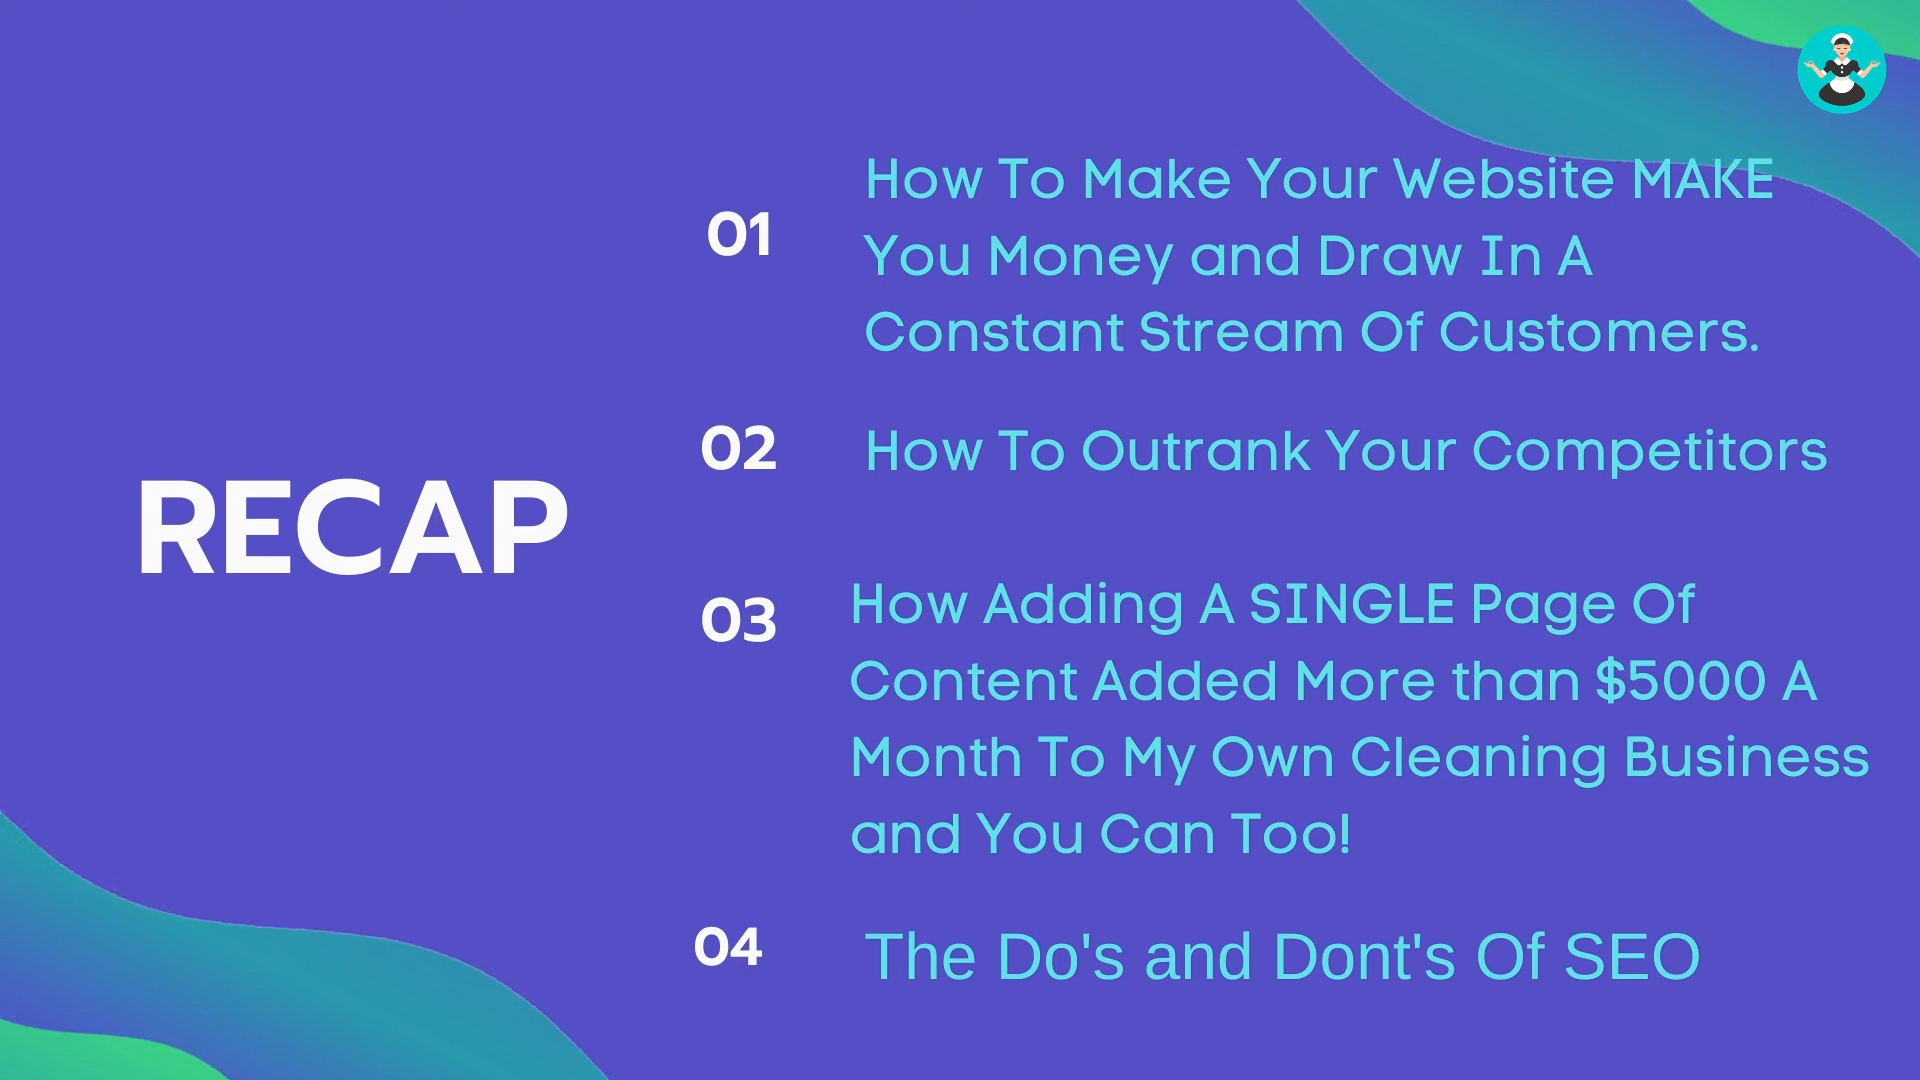 RECAP
01
How To Make Your Website MAKE
You Money and Draw In A
Constant Stream Of Customers.
02
How To Outrank Your Competitors
03
How Adding A SINGLE Page Of
Content Added More than $5000 A
Month To My Own Cleaning Business
and You Can Too!
04
The Do's and Dont's Of SEO